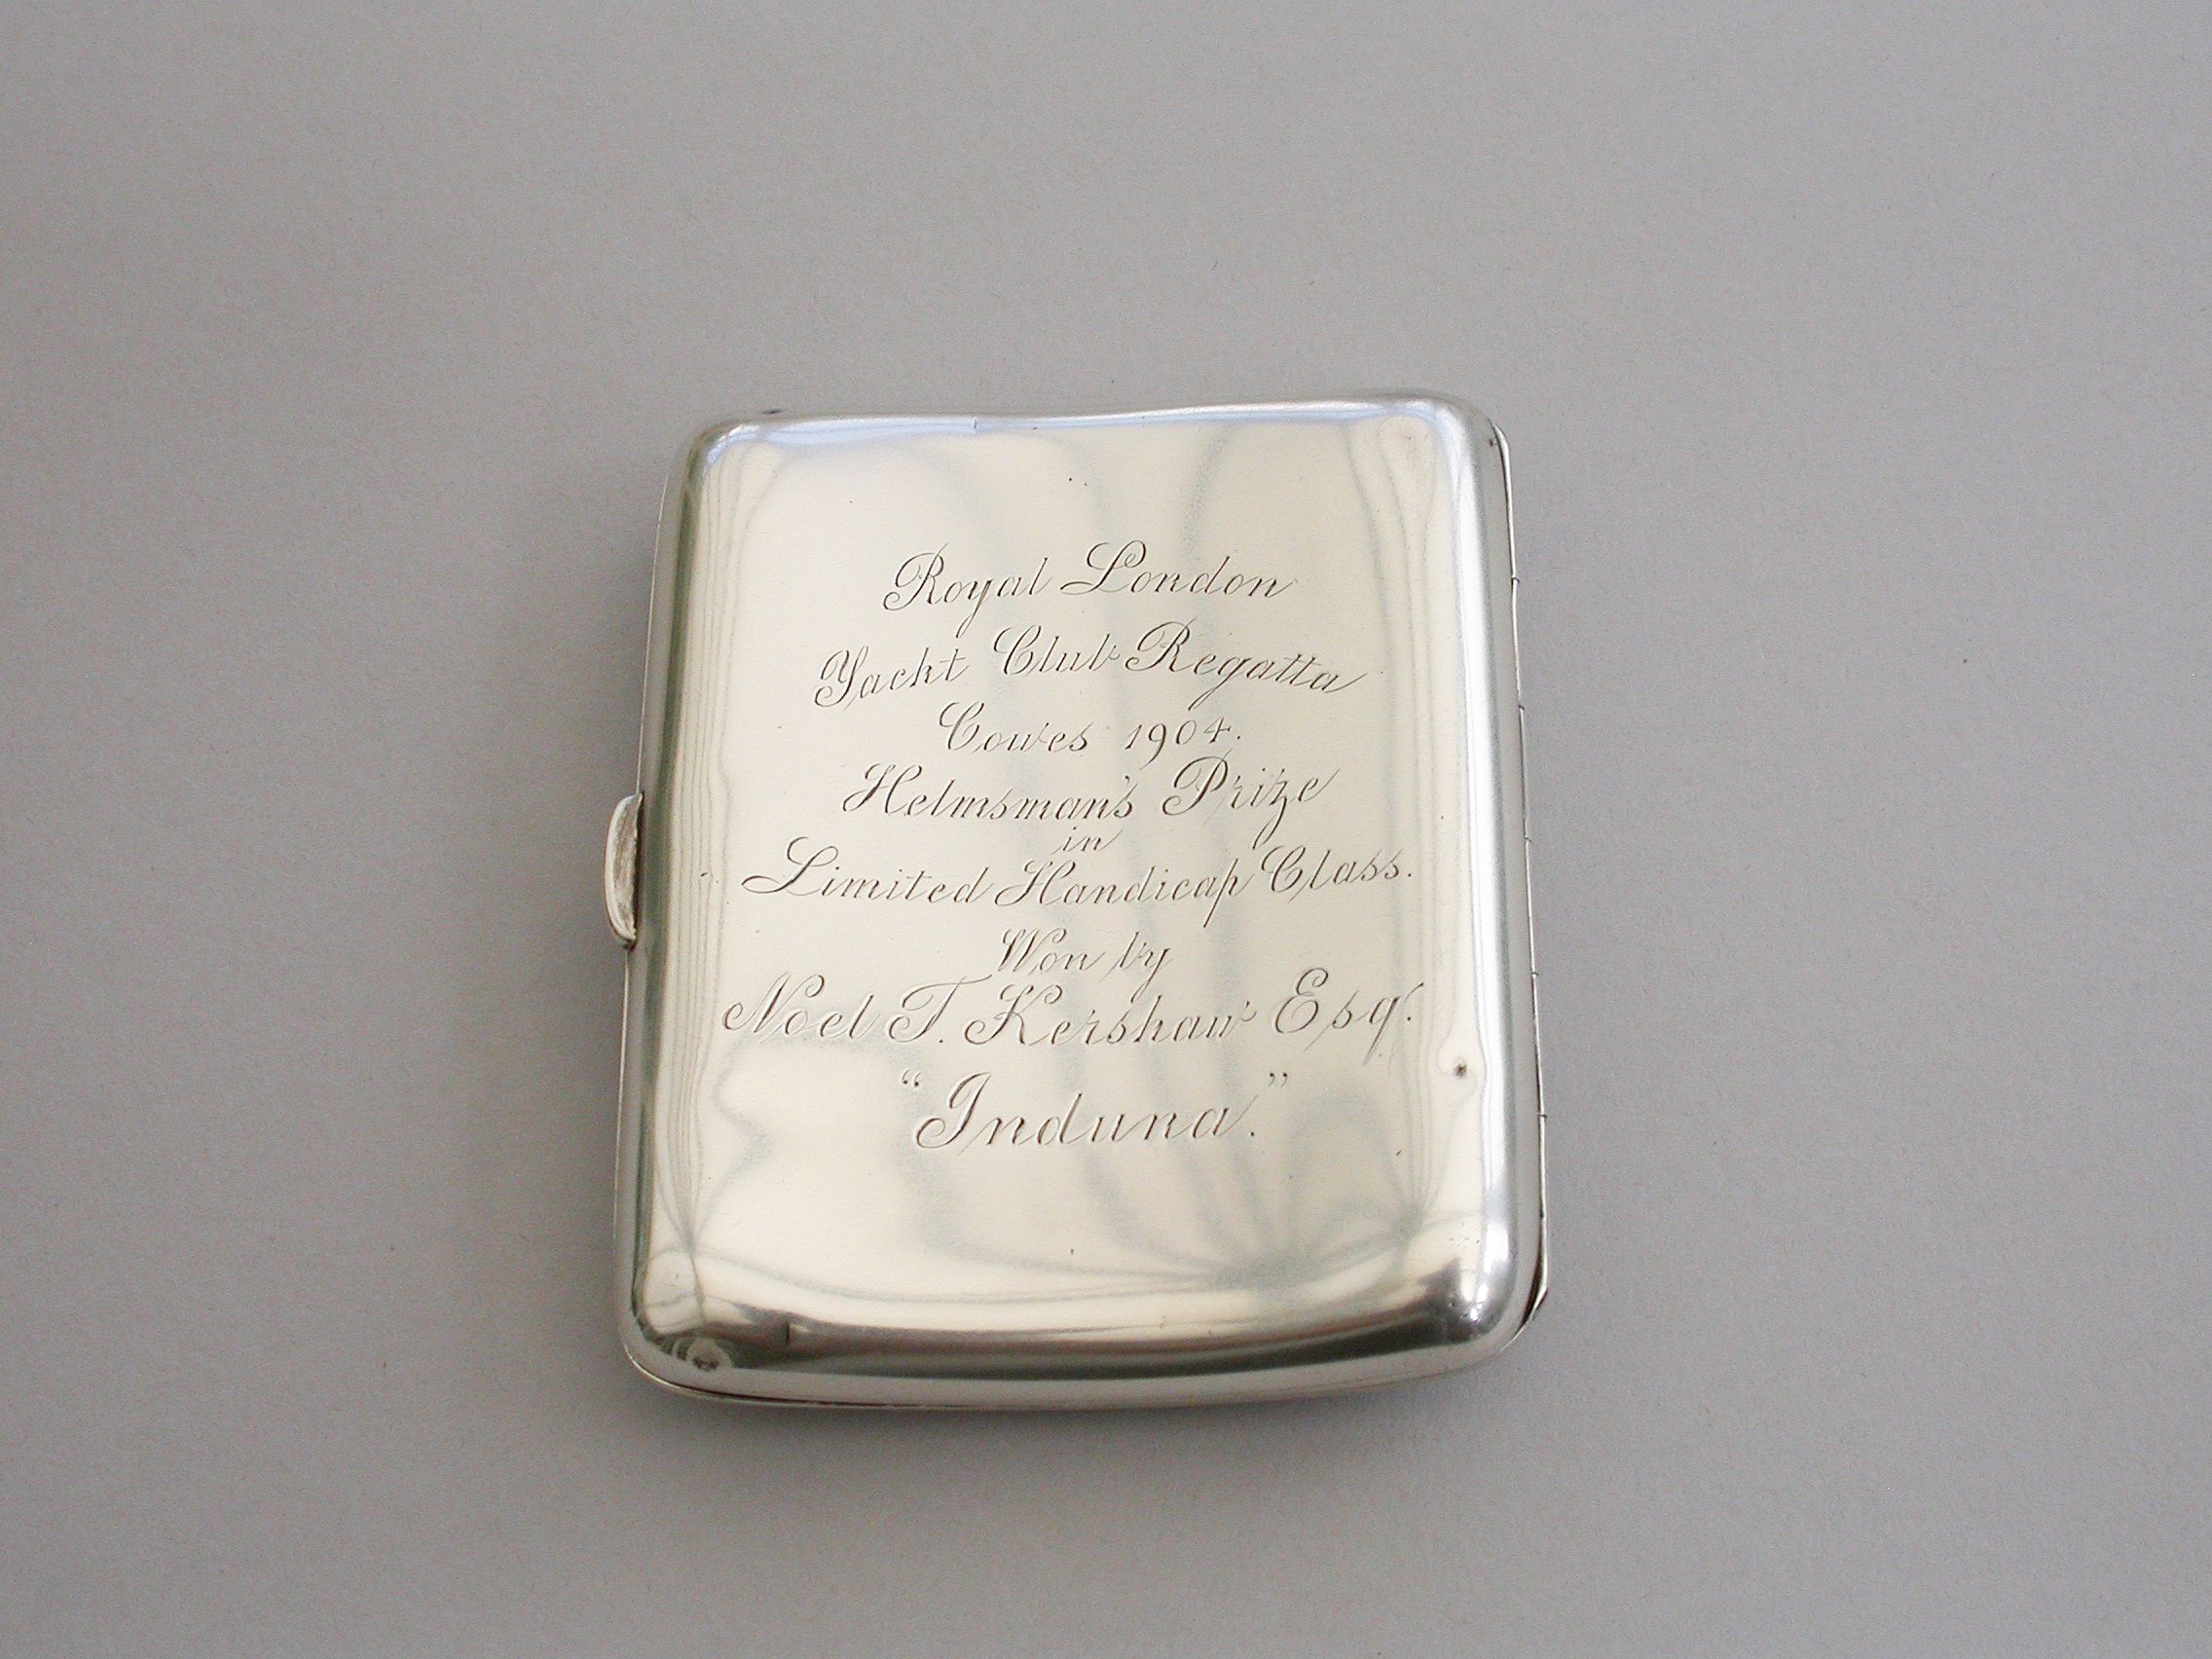 Royal London
Yacht Club Regatta
Cowes 1904.
Helmsman's Prize
in
Limited Handicap Class.
Won by
Noel T. Kershaw Esq.
"Induna".